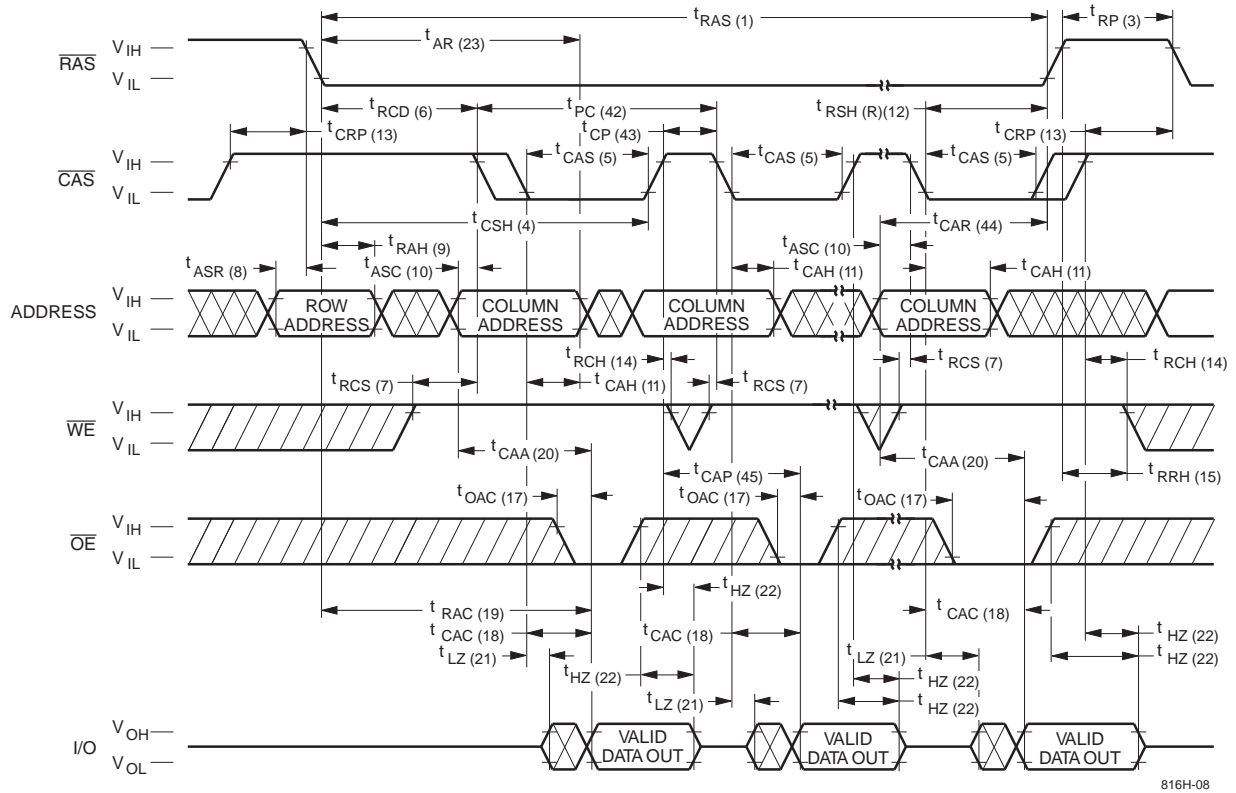 t RAS (1)
t RP (3)
t AR (23)
RAS
V IH
V IL
t RCD (6)
t PC (42)
t RSH (R)(12)
t CRP (13)
t CP (43)
t CRP (13)
CAS
V IH
V IL
t CAS (5)
t CAS (5)
t CAS (5)
t CSH (4)
t CAR (44)
t RAH (9)
t ASC (10)
t ASR (8)
t ASC (10)
t CAH (11)
t CAH (11)
ADDRESS
V IH
V IL
ROW ADDRESS
COLUMN ADDRESS
COLUMN ADDRESS
COLUMN ADDRESS
t RCH (14)
t RCS (7)
t RCH (14)
t RCS (7)
t CAH (11)
t RCS (7)
WE
V IH
V IL
t CAA (20)
t CAP (45)
t CAA (20)
t RRH (15)
t OAC (17)
t OAC (17)
t OAC (17)
OE
V IH
V IL
t HZ (22)
t RAC (19)
t CAC (18)
t CAC (18)
t CAC (18)
t HZ (22)
t LZ (21)
t LZ (21)
t HZ (22)
t HZ (22)
t HZ (22)
t LZ (21)
t HZ (22)
I/O
V OH
V OL
VALID DATA OUT
VALID DATA OUT
VALID DATA OUT
816H-08